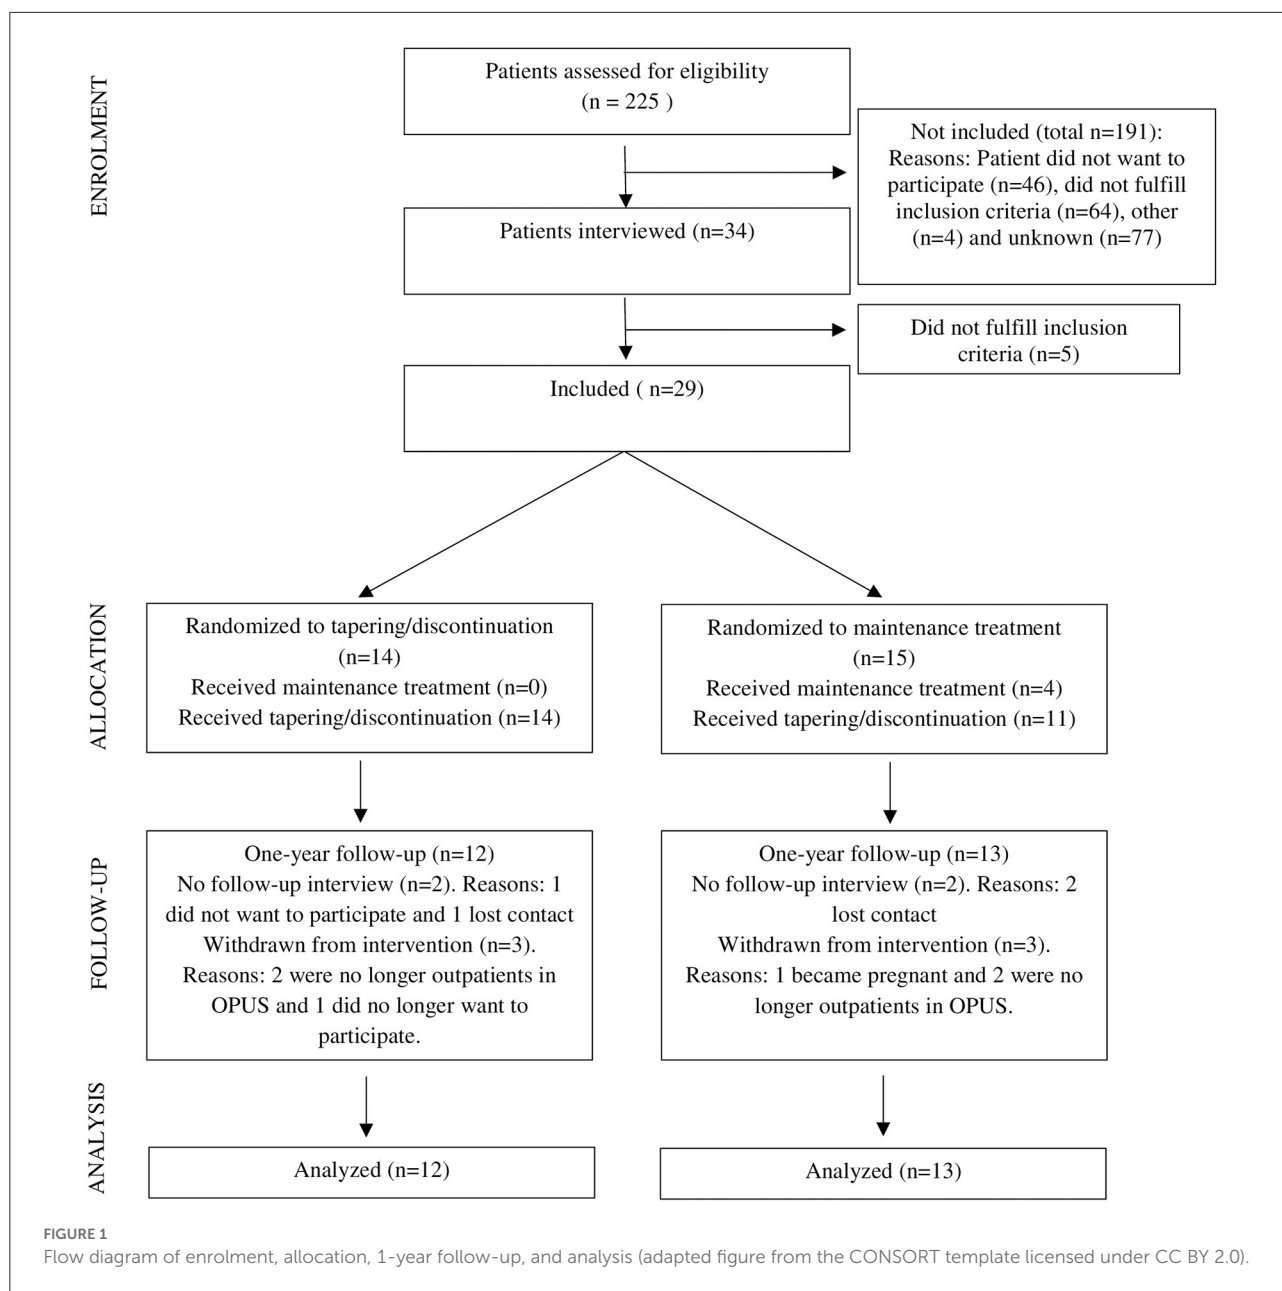 ENROLMENT
Patients assessed for eligibility
(n = 225 )
Not included (total n=191):
Reasons: Patient did not want to
participate (n=46), did not fulfill
inclusion criteria (n=64), other
(n=4) and unknown (n=77)
Patients interviewed (n=34)
Did not fulfill inclusion
criteria (n=5)
Included ( n=29)
ALLOCATION
Randomized to tapering/discontinuation
(n=14)
Received maintenance treatment (n=0)
Received tapering/discontinuation (n=14)
Randomized to maintenance treatment
(n=15)
Received maintenance treatment (n=4)
Received tapering/discontinuation (n=11)
FOLLOW-UP
One-year follow-up (n=12)
No follow-up interview (n=2). Reasons: 1
did not want to participate and 1 lost contact
Withdrawn from intervention (n=3).
Reasons: 2 were no longer outpatients in
OPUS and 1 did no longer want to
participate.
One-year follow-up (n=13)
No follow-up interview (n=2). Reasons: 2
lost contact
Withdrawn from intervention (n=3).
Reasons: 1 became pregnant and 2 were no
longer outpatients in OPUS.
ANALYSIS
Analyzed (n=12)
Analyzed (n=13)
FIGURE 1
Flow diagram of enrolment, allocation, 1-year follow-up, and analysis (adapted figure from the CONSORT template licensed under CC BY 2.0).